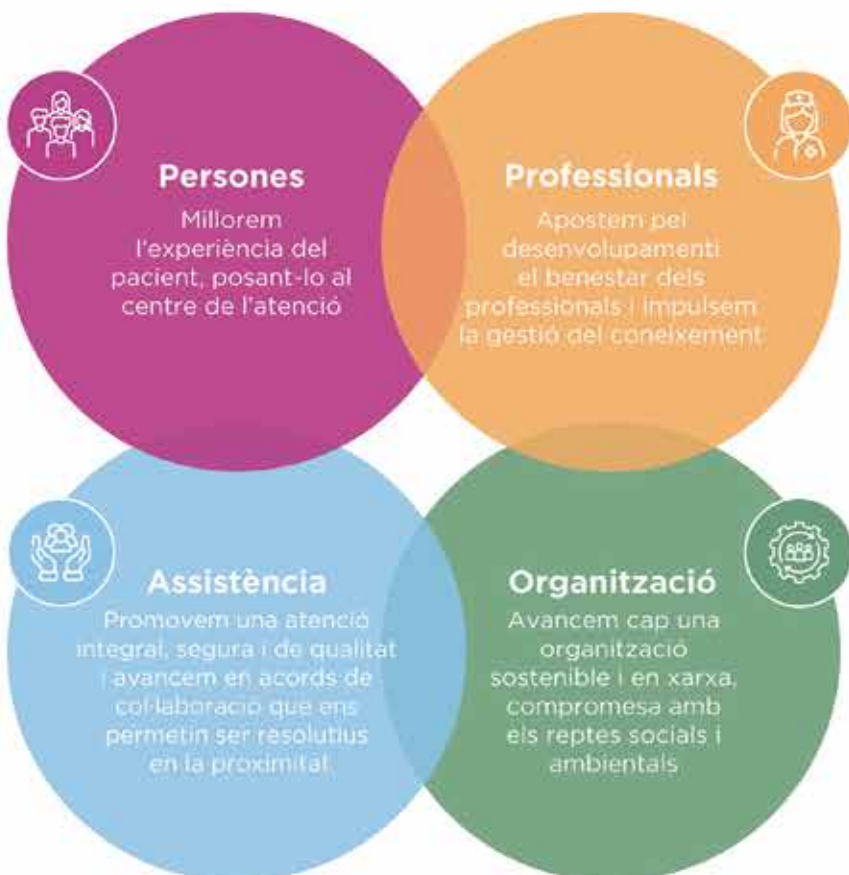 Persones
Millorem
l'experiència del
pacient, posant-lo al
centre de l'atenció
Professionals
Apostem pel
desenvolupamenti
el benestar dels
professionals i impulsem
la gestió del coneixement
Assistència
Promovem una atenció
integral, segura i de qualitat
i avancem en acords de
col·laboració que ens
permetin ser resolutius
en la proximitat
Organització
Avancem cap una
organització
sostenible i en xarxa,
compromesa amb
els reptes socials i
ambientals